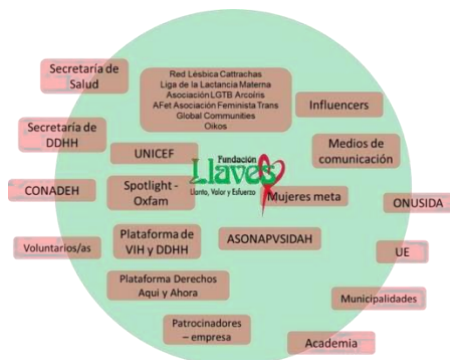 Secretaría de
Salud
Red Lésbica Cattrachas
Liga de la Lactancia Materna
Asociación LGTB Arcoíris
AFet Asociación Feminista Trans
Global Communities
Oikos
Influencers
Secretaría de
DDHH
UNICEF
Fundación
Llaves
Llanto, Valor y Esfuerzo
Medios de
comunicación
CONADEH
Spotlight -
Oxfam
Mujeres meta
ONUSIDA
Voluntarios/as
Plataforma de
VIH y DDHH
ASONAPVSIDAH
UE
Plataforma Derechos
Aqui y Ahora
Municipalidades
Patrocinadores
– empresa
Academia